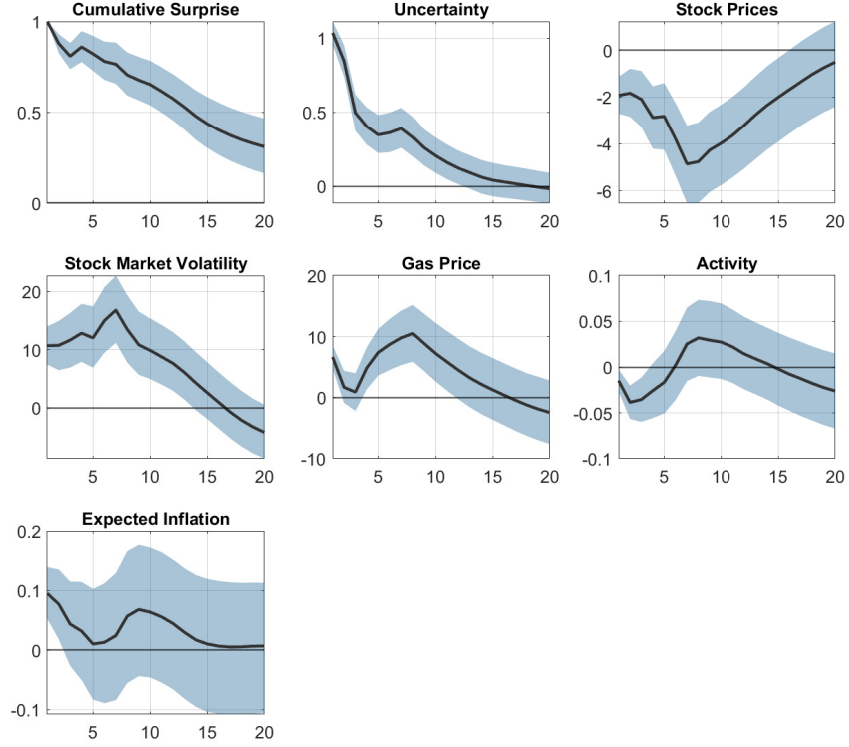 Cumulative Surprise
1
0.5
0
5 10 15 20
Uncertainty
1
0.5
0
5 10 15 20
Stock Prices
0
-2
-4
-6
5 10 15 20
Stock Market Volatility
20
10
0
5 10 15 20
Gas Price
20
10
0
-10
5 10 15 20
Activity
0.1
0.05
0
-0.05
-0.1
5 10 15 20
Expected Inflation
0.2
0.1
0
-0.1
5 10 15 20